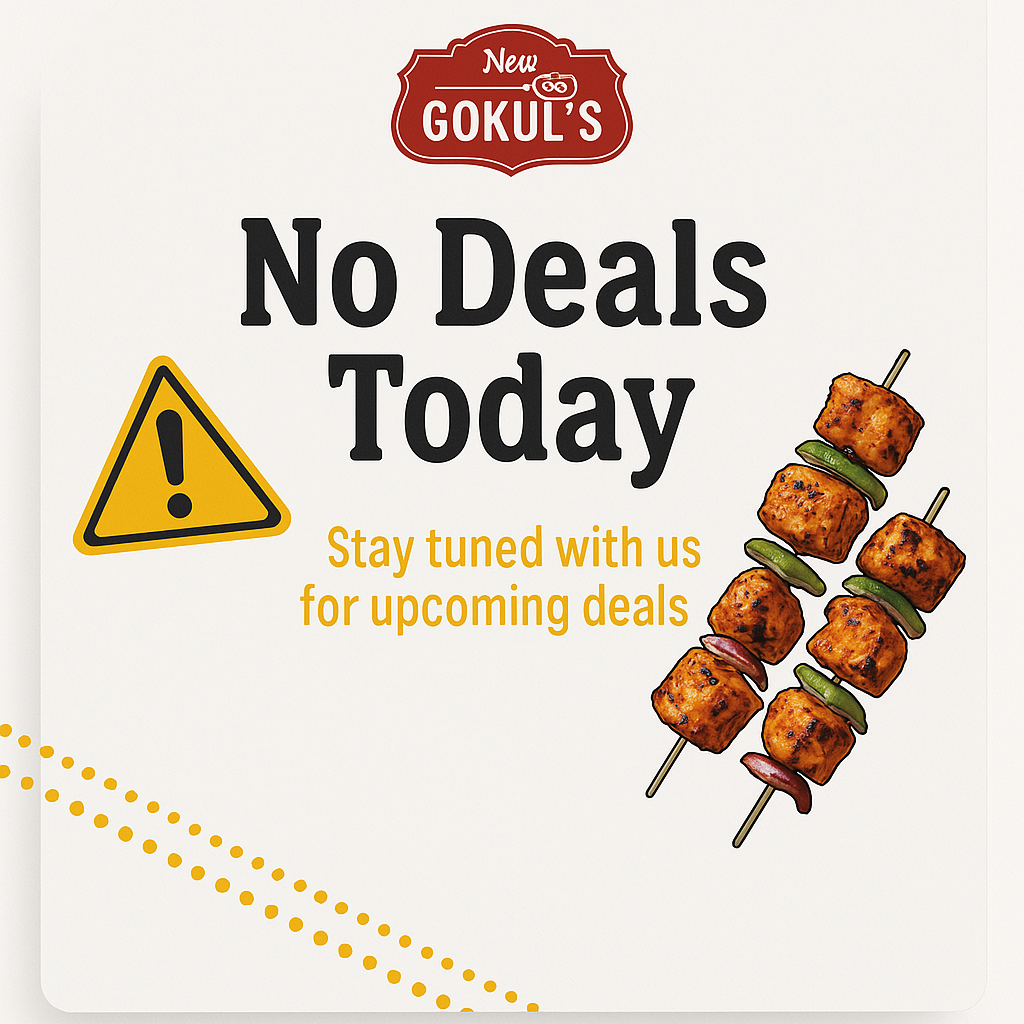 New
GOKUL'S
No Deals
Today
Stay tuned with us
for upcoming deals